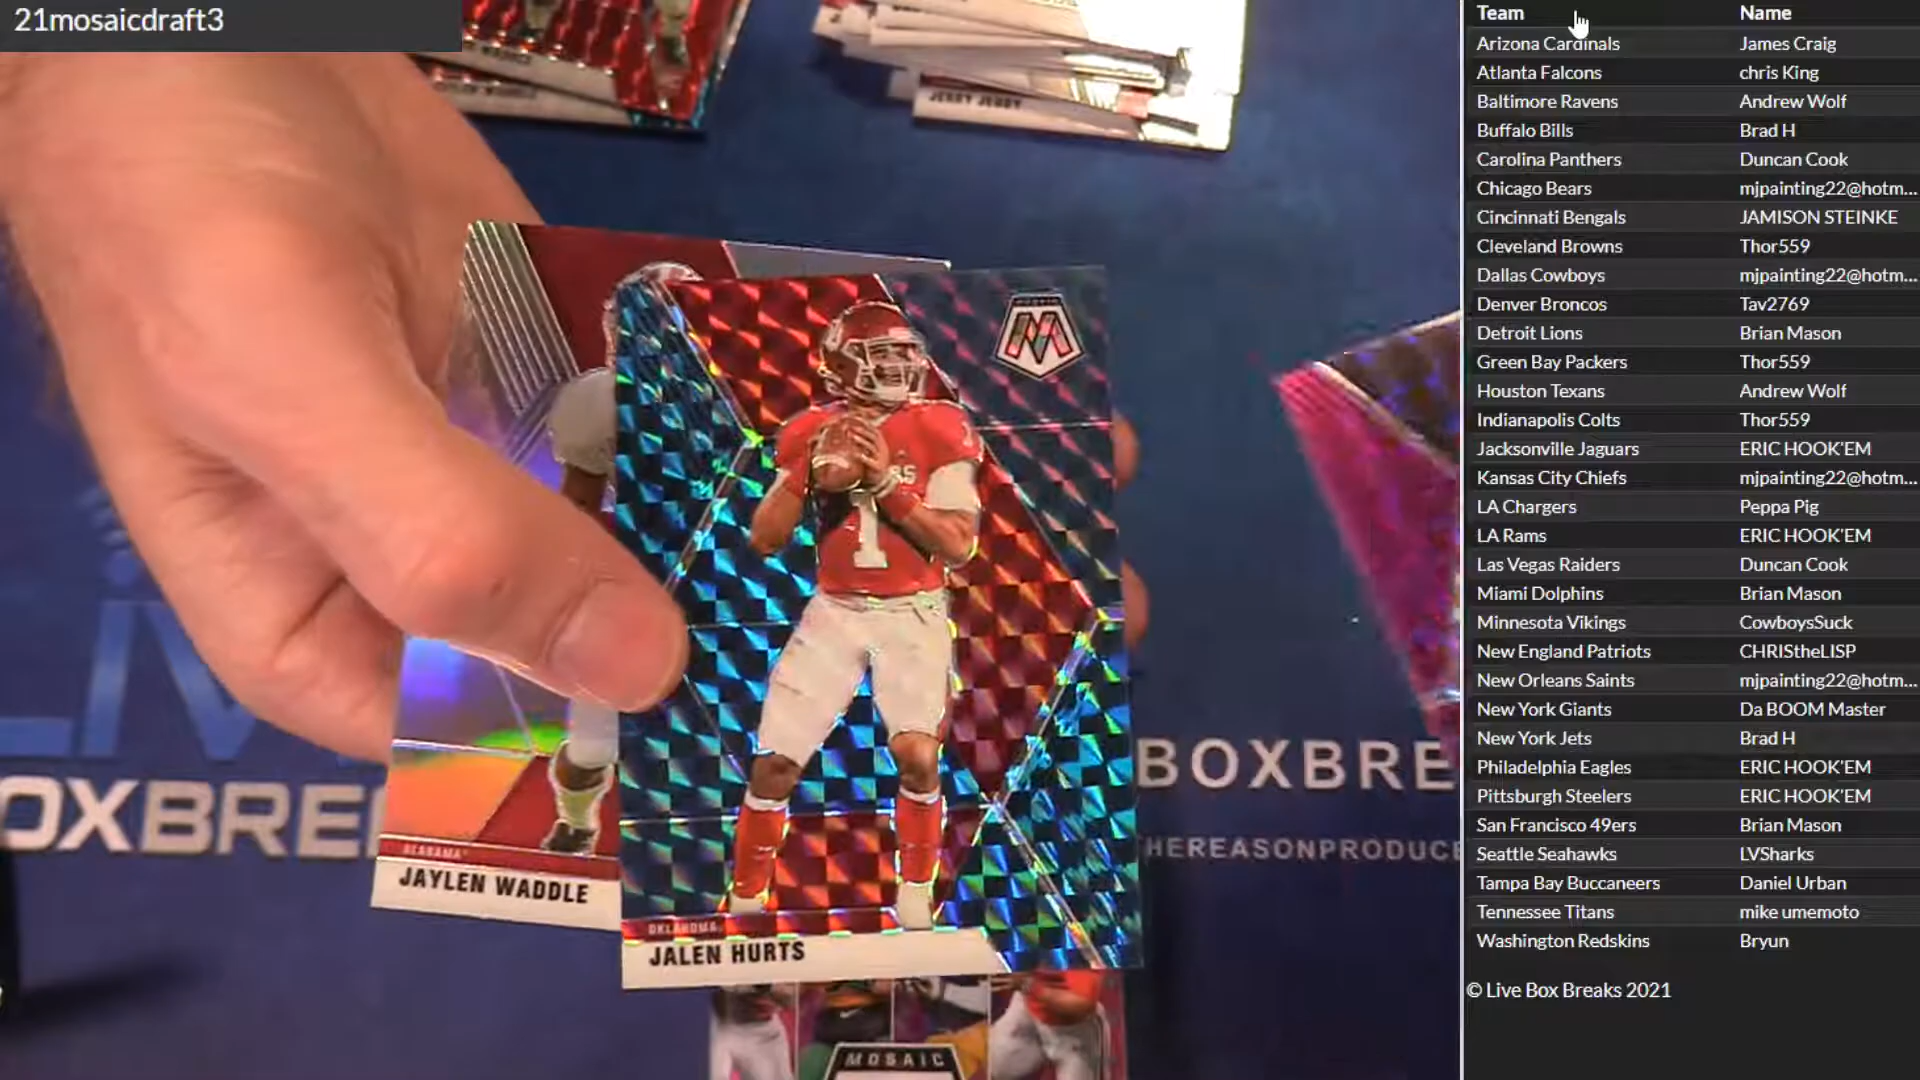 21mosaicdraft3
JERRY JEUDY
MOSAIC
M
1
1
ALABAMA
JAYLEN WADDLE
OKLAHOMA
JALEN HURTS
LIV
OXBRE
BOXBRE
HEREASONPRODUC
MOSAIC
Team Name
Arizona Cardinals James Craig
Atlanta Falcons chris King
Baltimore Ravens Andrew Wolf
Buffalo Bills Brad H
Carolina Panthers Duncan Cook
Chicago Bears mjpainting22@hotm...
Cincinnati Bengals JAMISON STEINKE
Cleveland Browns Thor559
Dallas Cowboys mjpainting22@hotm...
Denver Broncos Tav2769
Detroit Lions Brian Mason
Green Bay Packers Thor559
Houston Texans Andrew Wolf
Indianapolis Colts Thor559
Jacksonville Jaguars ERIC HOOK'EM
Kansas City Chiefs mjpainting22@hotm...
LA Chargers Peppa Pig
LA Rams ERIC HOOK'EM
Las Vegas Raiders Duncan Cook
Miami Dolphins Brian Mason
Minnesota Vikings CowboysSuck
New England Patriots CHRIStheLISP
New Orleans Saints mjpainting22@hotm...
New York Giants Da BOOM Master
New York Jets Brad H
Philadelphia Eagles ERIC HOOK'EM
Pittsburgh Steelers ERIC HOOK'EM
San Francisco 49ers Brian Mason
Seattle Seahawks LVSharks
Tampa Bay Buccaneers Daniel Urban
Tennessee Titans mike umemoto
Washington Redskins Bryun
© Live Box Breaks 2021